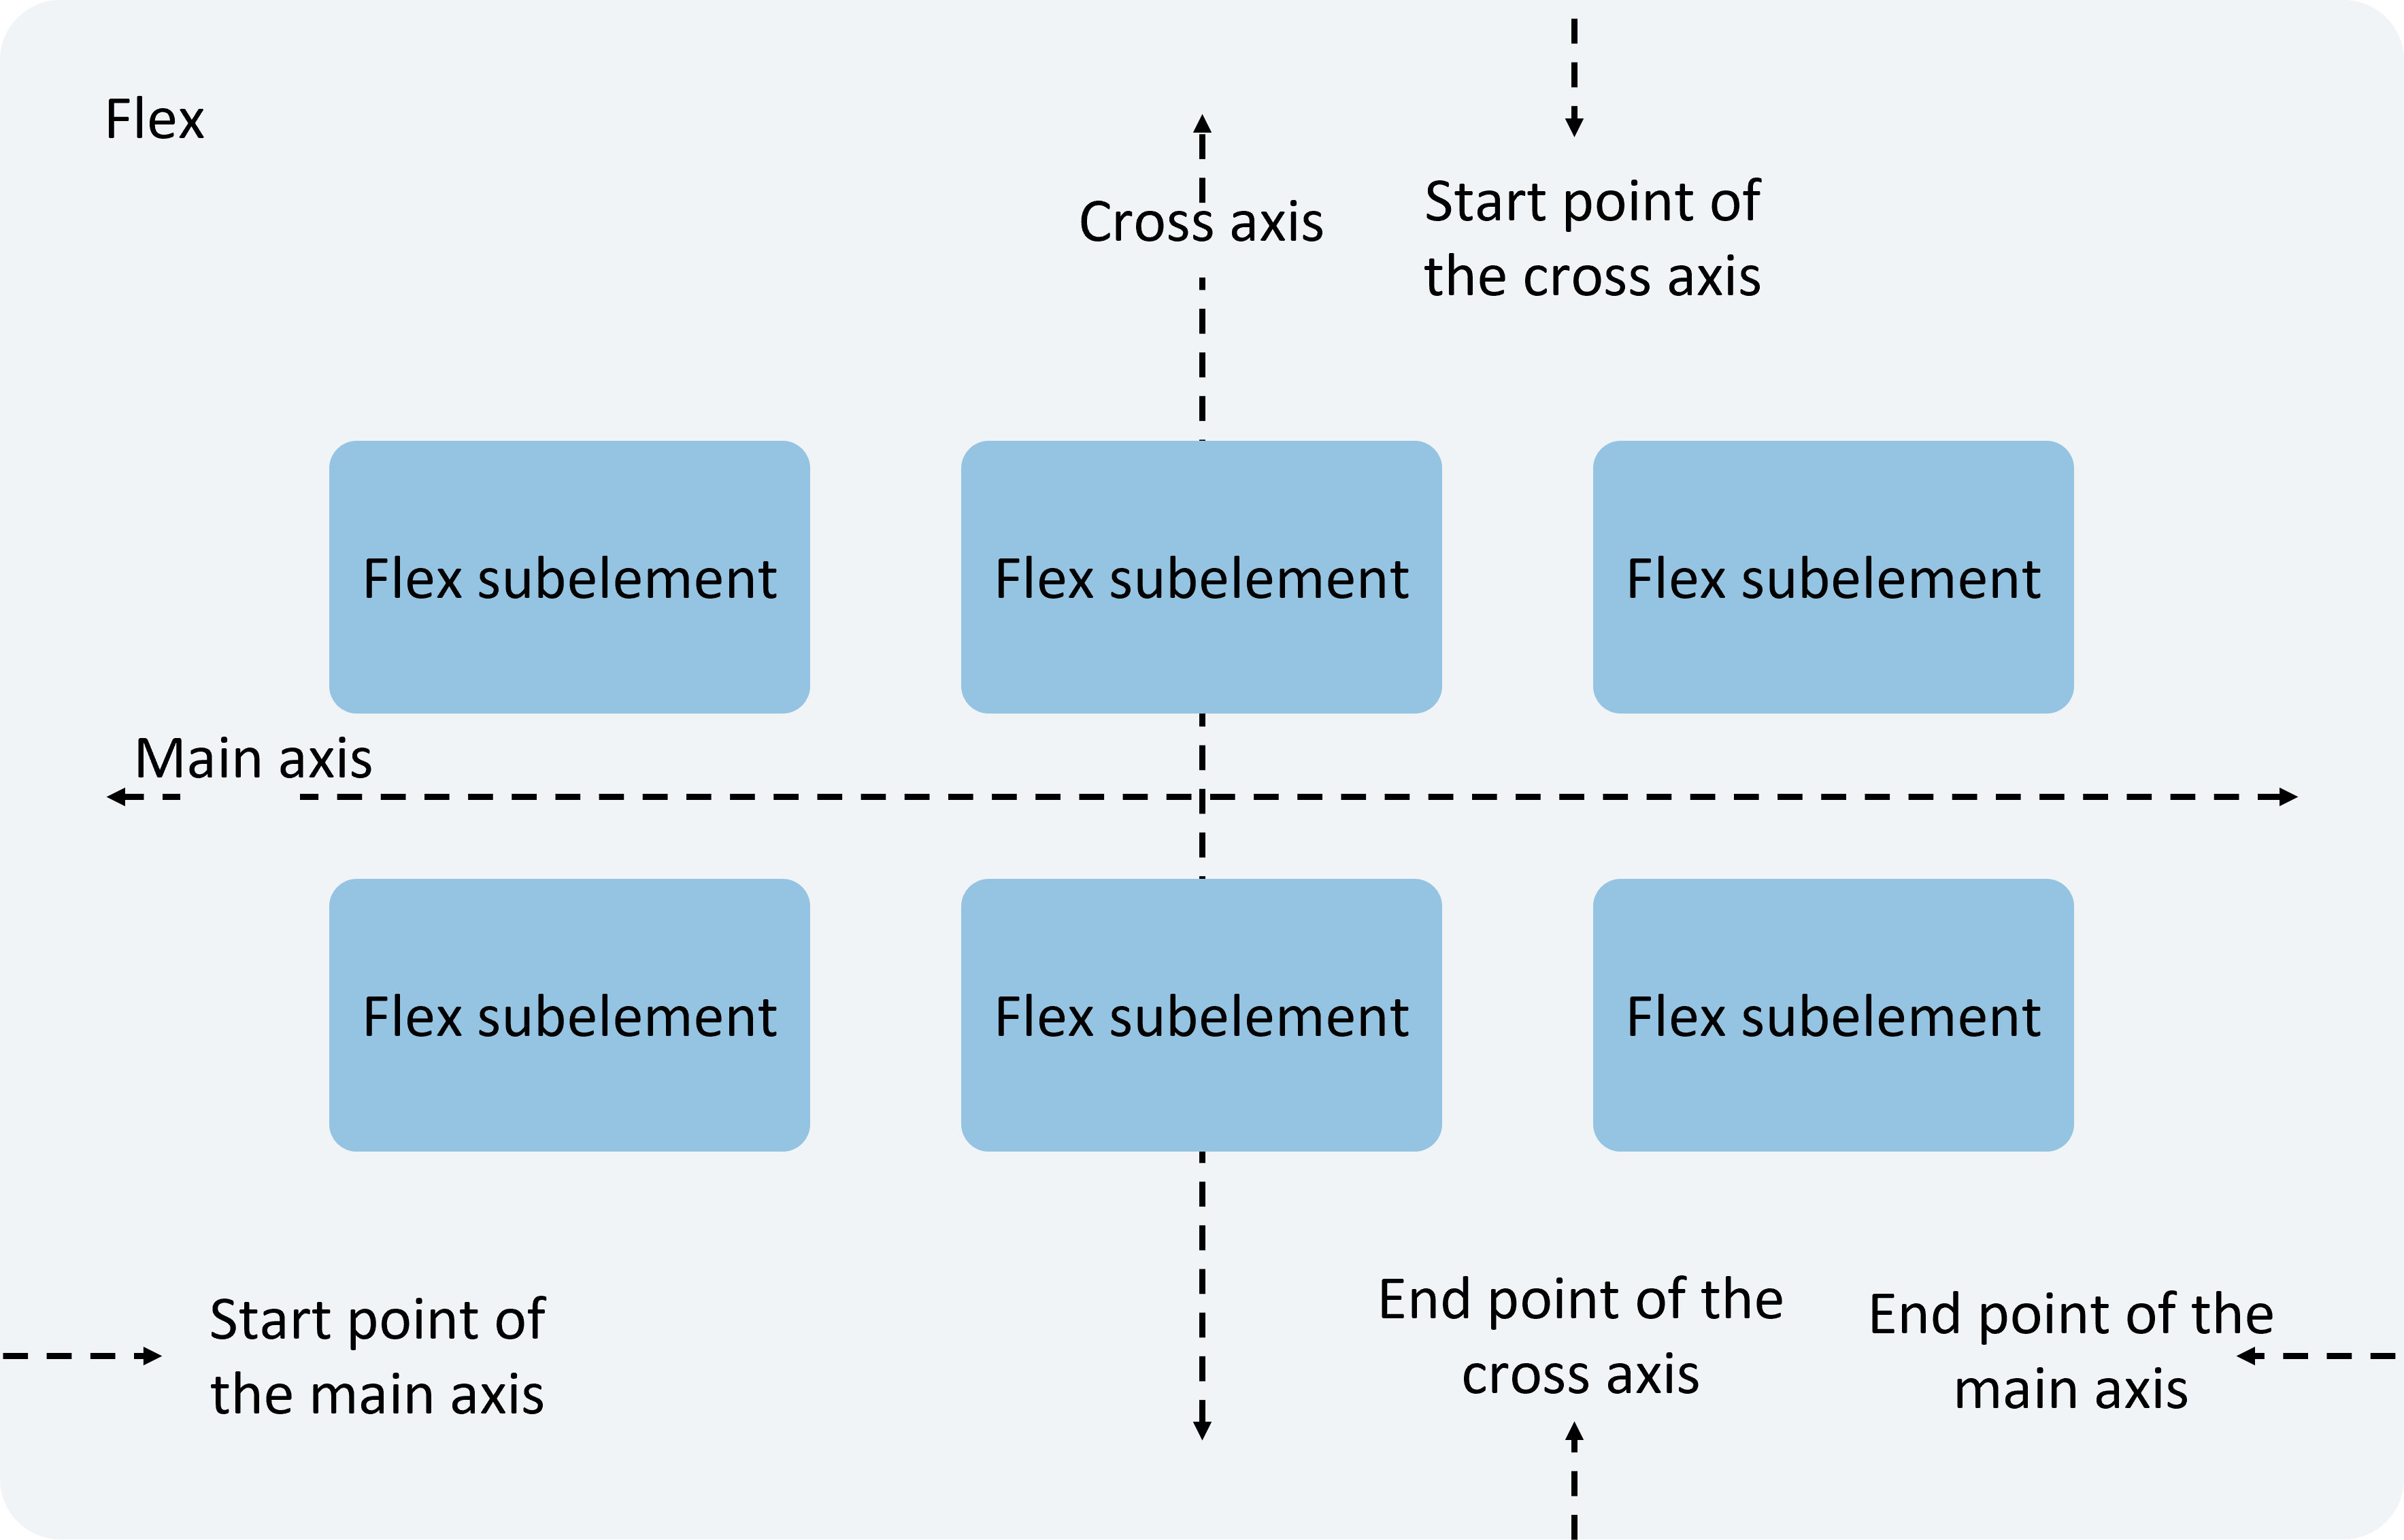 Flex
Cross axis
Start point of
the cross axis
Flex subelement
Flex subelement
Flex subelement
Main axis
Flex subelement
Flex subelement
Flex subelement
Start point of
the main axis
End point of the
cross axis
End point of the
main axis